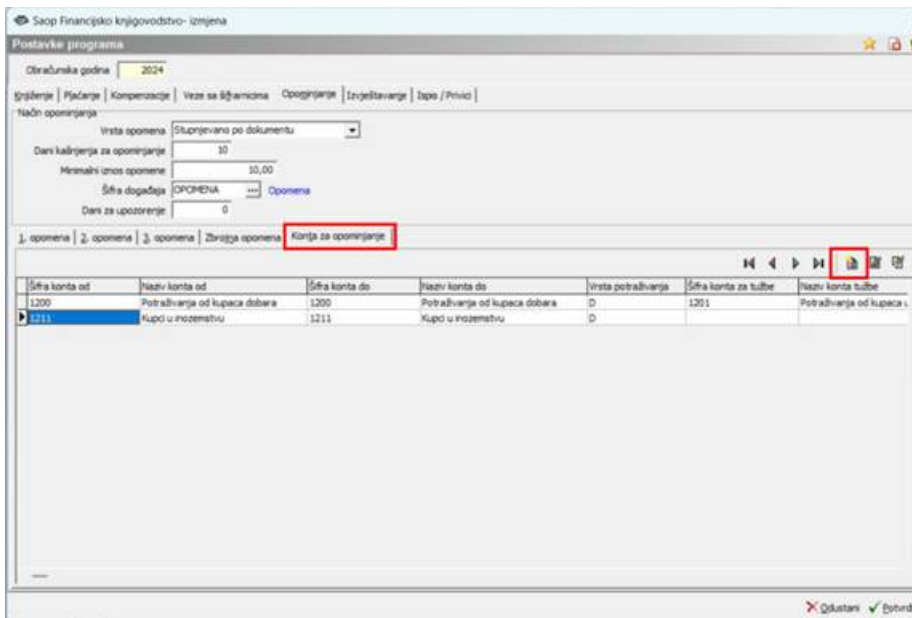 Saop Financijsko knjigovodstvo- izmjena
Postavke programa
Obračunska godina 2024
Knjiženje | Plaćanje | Kompenzacije | Veze sa šifarnicima | Opominjanje | Izvještavanje | Ispis / Privici
Način opominjanja
Vrsta opomena Stupnjevano po dokumentu
Dani kašnjenja za opominjanje 10
Minimalni iznos opomene 10,00
Šifra događaja OPOMENA ... Opomena
Dani za upozorenje 0
1. opomena | 2. opomena | 3. opomena | Zbrojna opomena | Konta za opominjanje
Šifra konta od Naziv konta od Šifra konta do Naziv konta do Vrsta potraživanja Šifra konta za tužbe Naziv konta tužbe
1200 Potraživanja od kupaca dobara 1200 Potraživanja od kupaca dobara D 1201 Potraživanja od kupaca u
1211 Kupci u inozemstvu 1211 Kupci u inozemstvu D
Odustani Potvrd